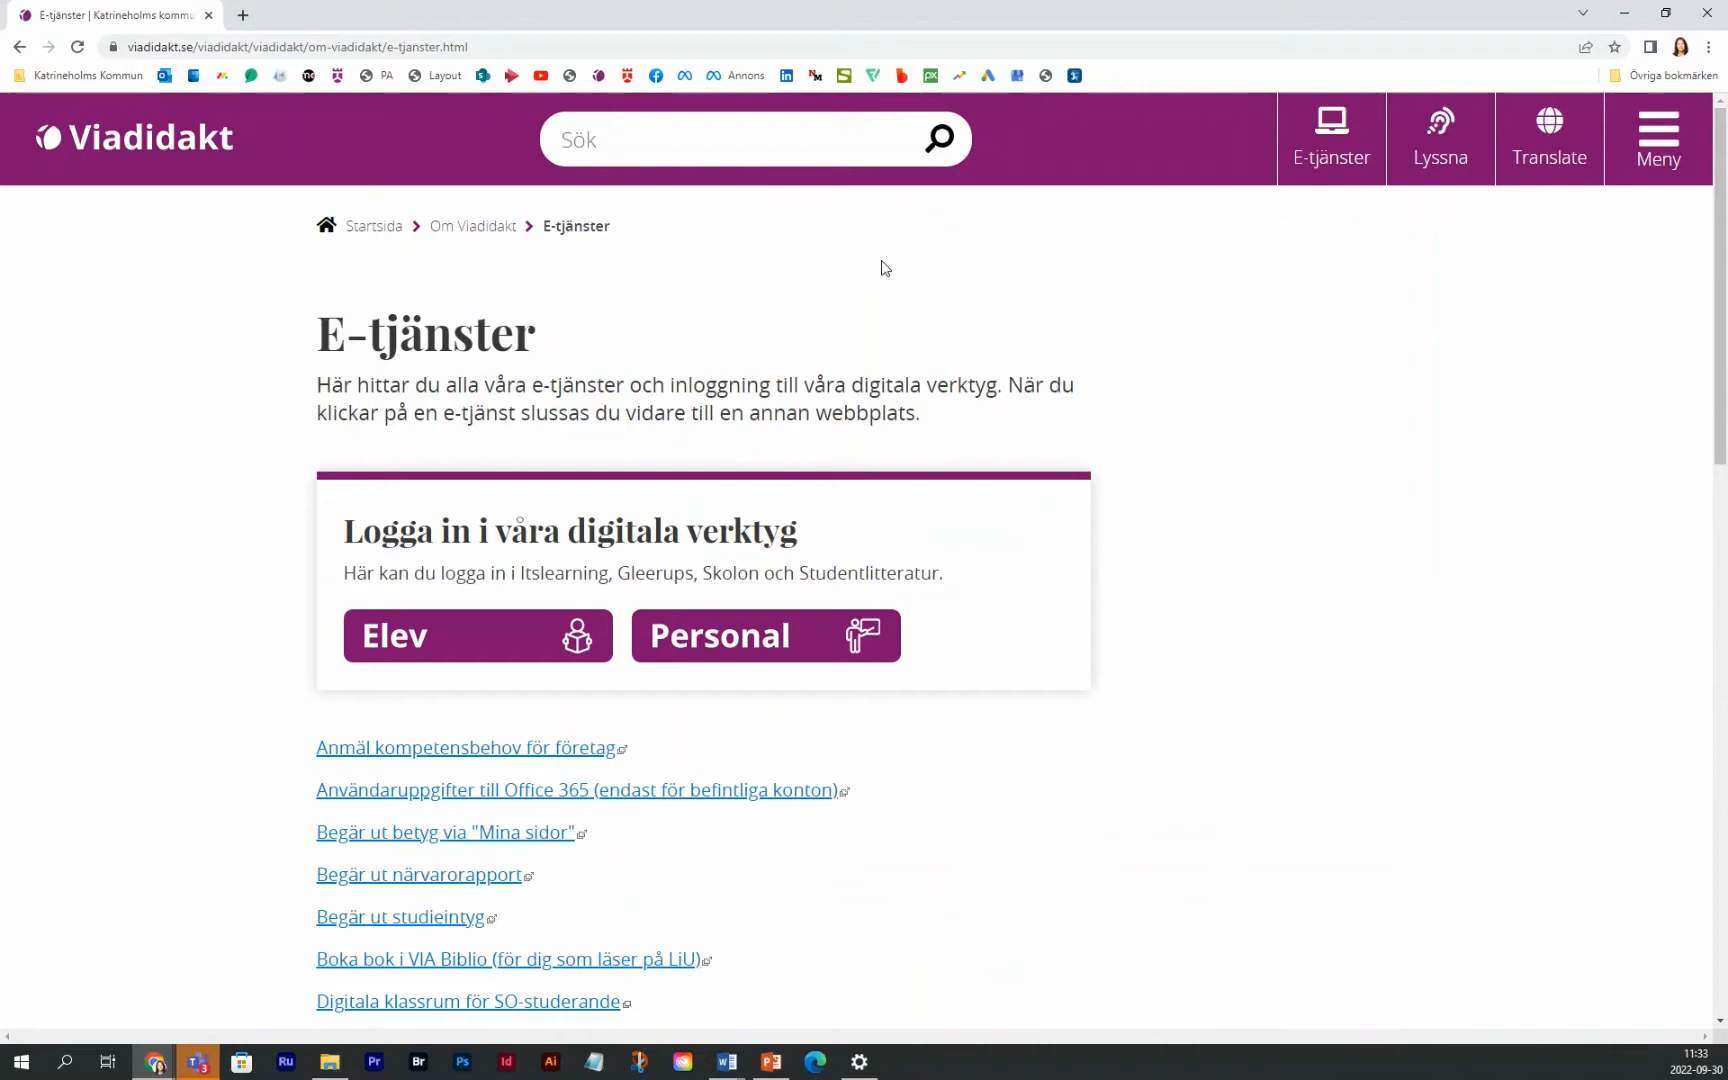 E-tjänster | Katrineholms kommu
viadidakt.se/viadidakt/viadidakt/om-viadidakt/e-tjanster.html
Katrineholms Kommun PA Layout Annons Övriga bokmärken
Viadidakt
Sök
E-tjänster Lyssna Translate Meny
Startsida Om Viadidakt E-tjänster
E-tjänster
Här hittar du alla våra e-tjänster och inloggning till våra digitala verktyg. När du
klickar på en e-tjänst slussas du vidare till en annan webbplats.
Logga in i våra digitala verktyg
Här kan du logga in i Itslearning, Gleerups, Skolon och Studentlitteratur.
Elev Personal
Anmäl kompetensbehov för företag
Användaruppgifter till Office 365 (endast för befintliga konton)
Begär ut betyg via "Mina sidor"
Begär ut närvarorapport
Begär ut studieintyg
Boka bok i VIA Biblio (för dig som läser på LiU)
Digitala klassrum för SO-studerande
Ru Pr Br Ps Id Ai
11:33
2022-09-30